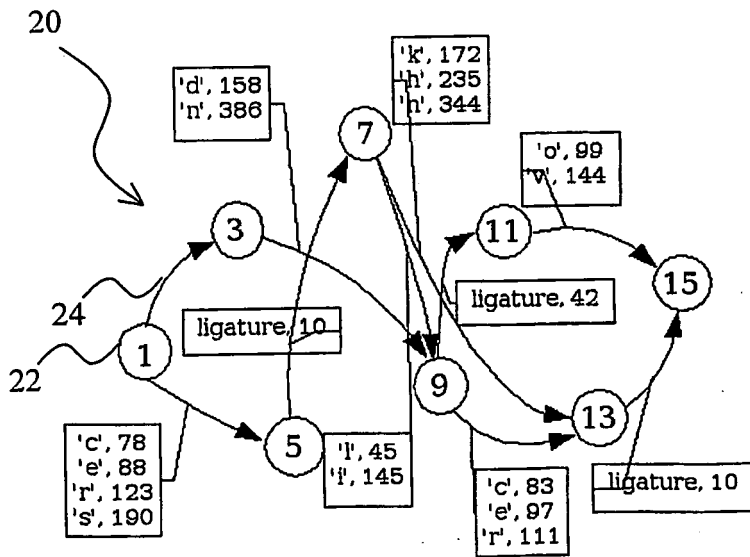 20
'd', 158
'n', 386
'k', 172
'h', 235
'n', 344
7
'o', 99
'v', 144
3
11
24
ligature, 10
ligature, 42
15
22
1
9
13
5
'c', 78
'e', 88
'r', 123
's', 190
'l', 45
'i', 145
'c', 83
'e', 97
'r', 111
ligature, 10